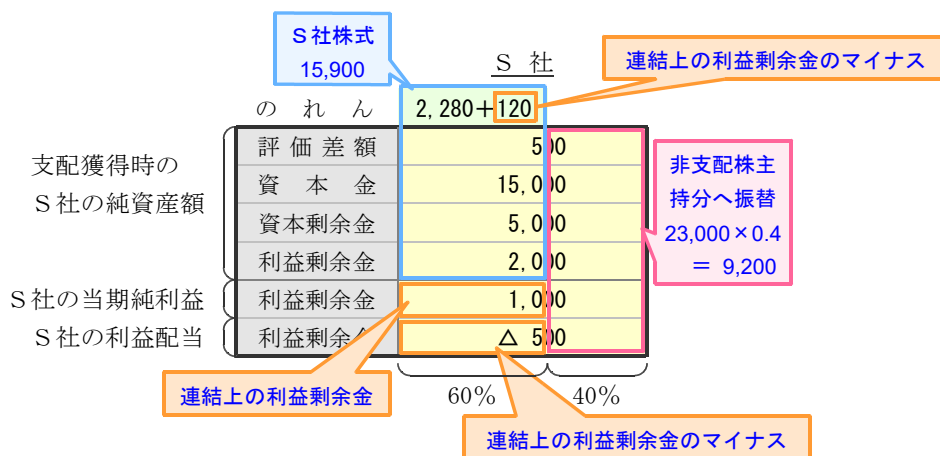 S社株式
15,900
連結上の利益剰余金のマイナス
S 社
の れ ん
2,280+120
支配獲得時の
S社の純資産額
評価差額
500
資 本 金
15,000
資本剰余金
5,000
利益剰余金
2,000
非支配株主
持分へ振替
23,000×0.4
= 9,200
S社の当期純利益
利益剰余金
1,000
S社の利益配当
利益剰余
△ 500
連結上の利益剰余金
60%
40%
連結上の利益剰余金のマイナス